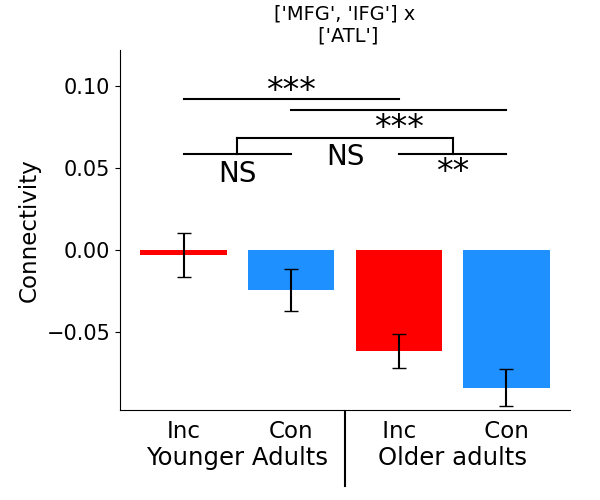 ['MFG', 'IFG'] x
['ATL']
0.10
0.05
0.00
−0.05
Connectivity
***
***
NS
NS
**
Inc Con Inc Con
Younger Adults Older adults